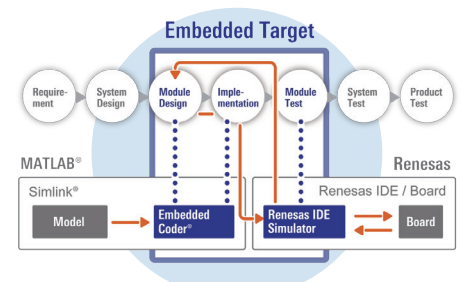 Embedded Target
Require-
ment
System
Design
Module
Design
Imple-
mentation
Module
Test
System
Test
Product
Test
MATLAB®
Renesas
Simlink®
Renesas IDE / Board
Model
Embedded
Coder®
Renesas IDE
Simulator
Board